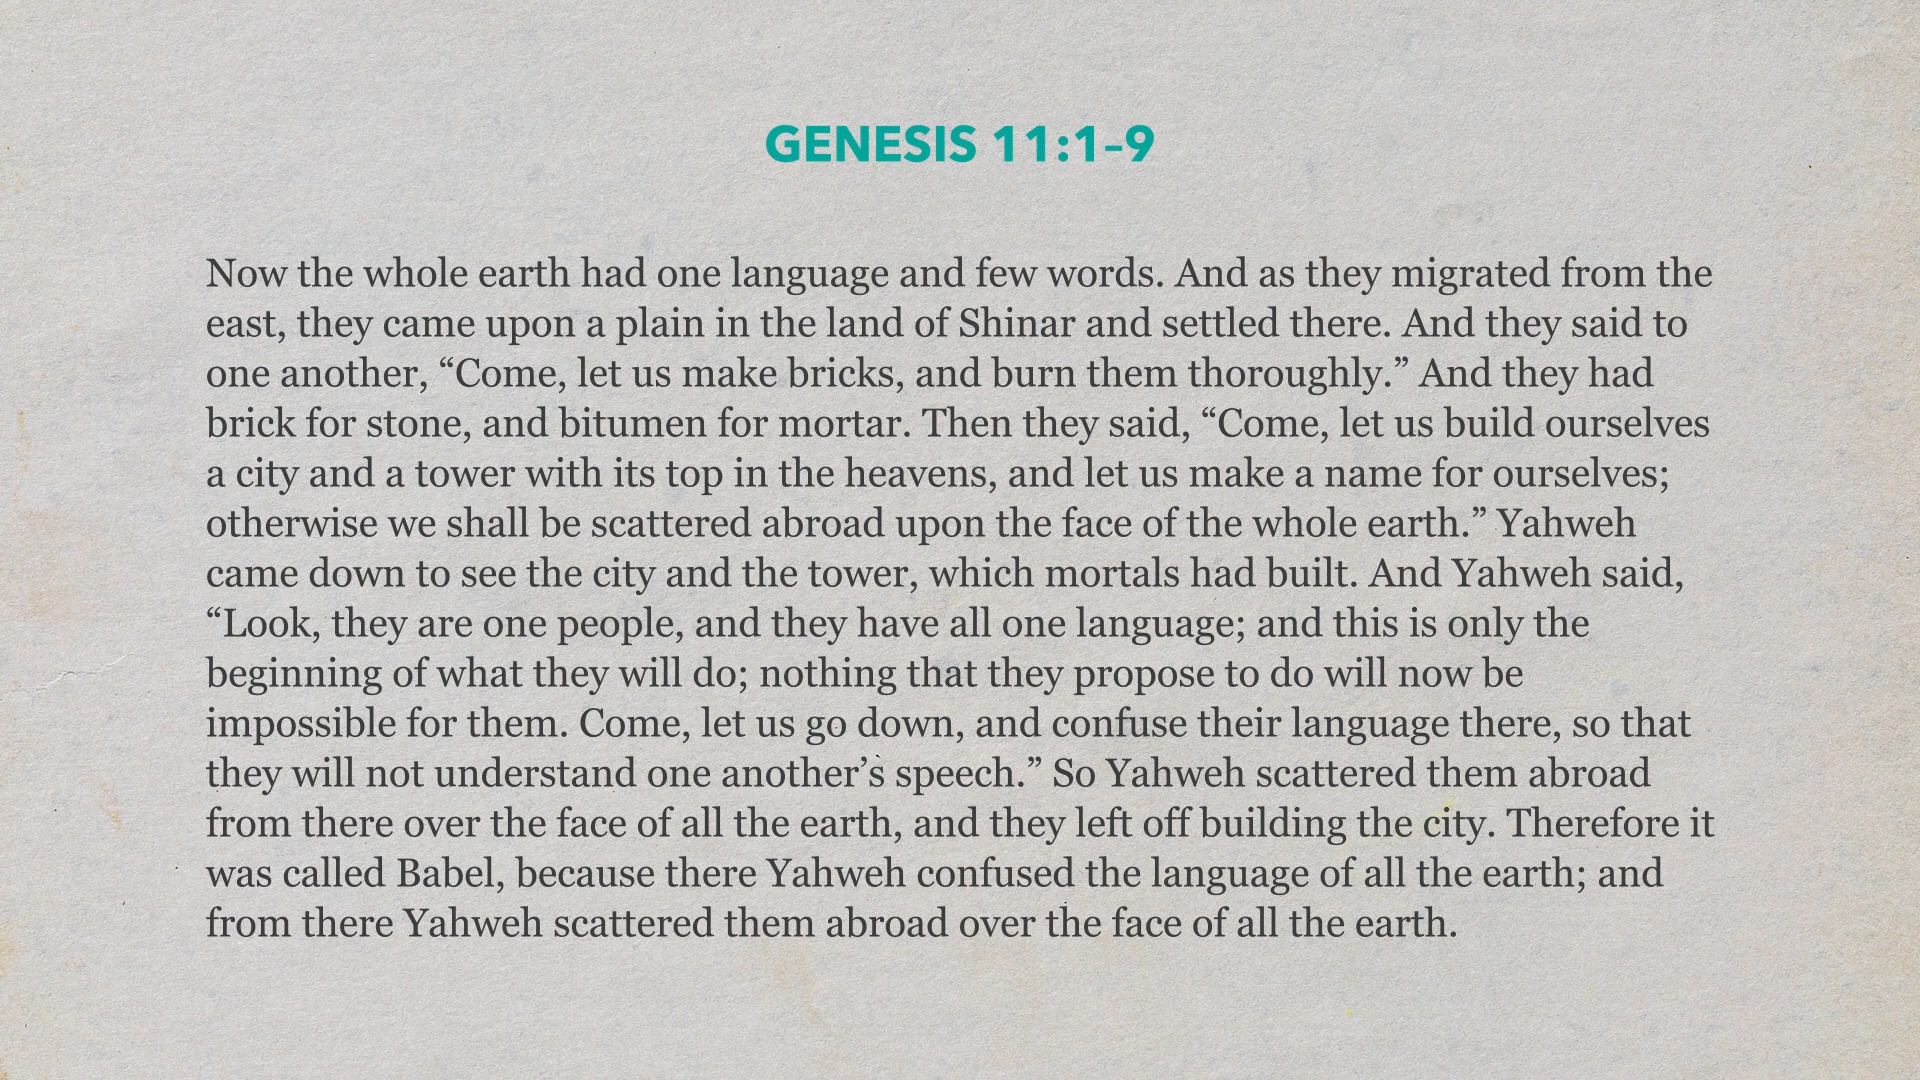 GENESIS 11:1–9
Now the whole earth had one language and few words. And as they migrated from the
east, they came upon a plain in the land of Shinar and settled there. And they said to
one another, “Come, let us make bricks, and burn them thoroughly.” And they had
brick for stone, and bitumen for mortar. Then they said, “Come, let us build ourselves
a city and a tower with its top in the heavens, and let us make a name for ourselves;
otherwise we shall be scattered abroad upon the face of the whole earth.” Yahweh
came down to see the city and the tower, which mortals had built. And Yahweh said,
“Look, they are one people, and they have all one language; and this is only the
beginning of what they will do; nothing that they propose to do will now be
impossible for them. Come, let us go down, and confuse their language there, so that
they will not understand one another’s speech.” So Yahweh scattered them abroad
from there over the face of all the earth, and they left off building the city. Therefore it
was called Babel, because there Yahweh confused the language of all the earth; and
from there Yahweh scattered them abroad over the face of all the earth.